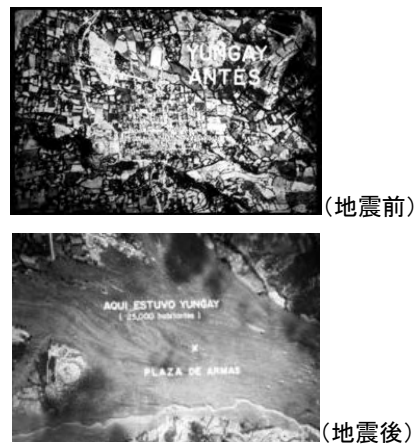 YUNGAY
ANTES
(地震前)
AQUI ESTUVO YUNGAY
( 25,000 habitantes )
x
PLAZA DE ARMAS
(地震後)